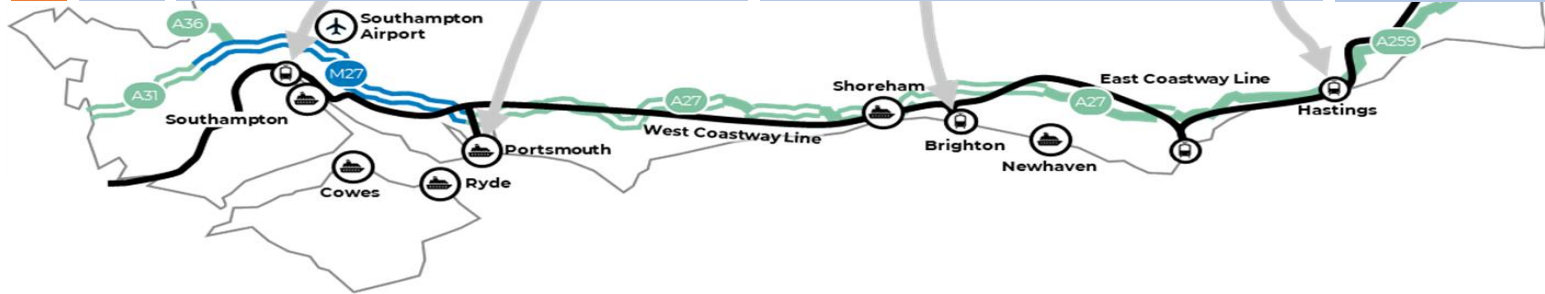 A36
Southampton
Airport
M27
A31
Southampton
Cowes
Ryde
Portsmouth
A27
West Coastway Line
Shoreham
Brighton
Newhaven
A27
East Coastway Line
A259
Hastings